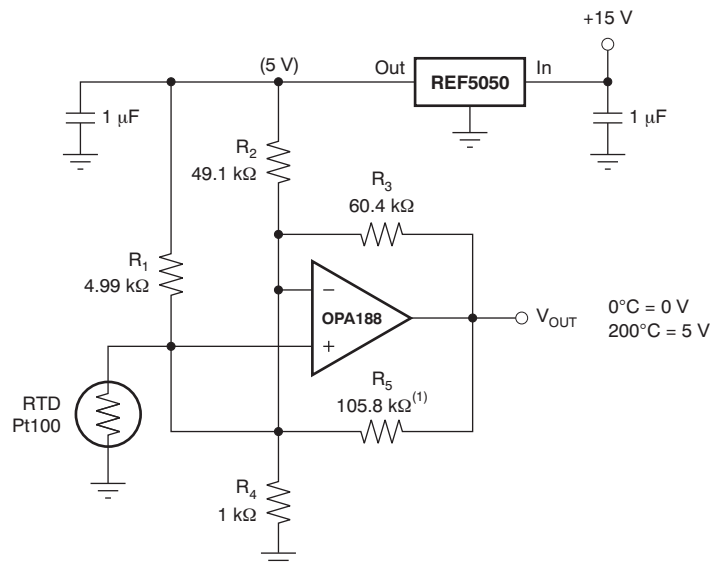 +15 V
(5 V)
Out
REF5050
In
1 μF
1 μF
R2
49.1 kΩ
R3
60.4 kΩ
R1
4.99 kΩ
−
OPA188
+
VOUT
0°C = 0 V
200°C = 5 V
R5
105.8 kΩ(1)
RTD
Pt100
R4
1 kΩ